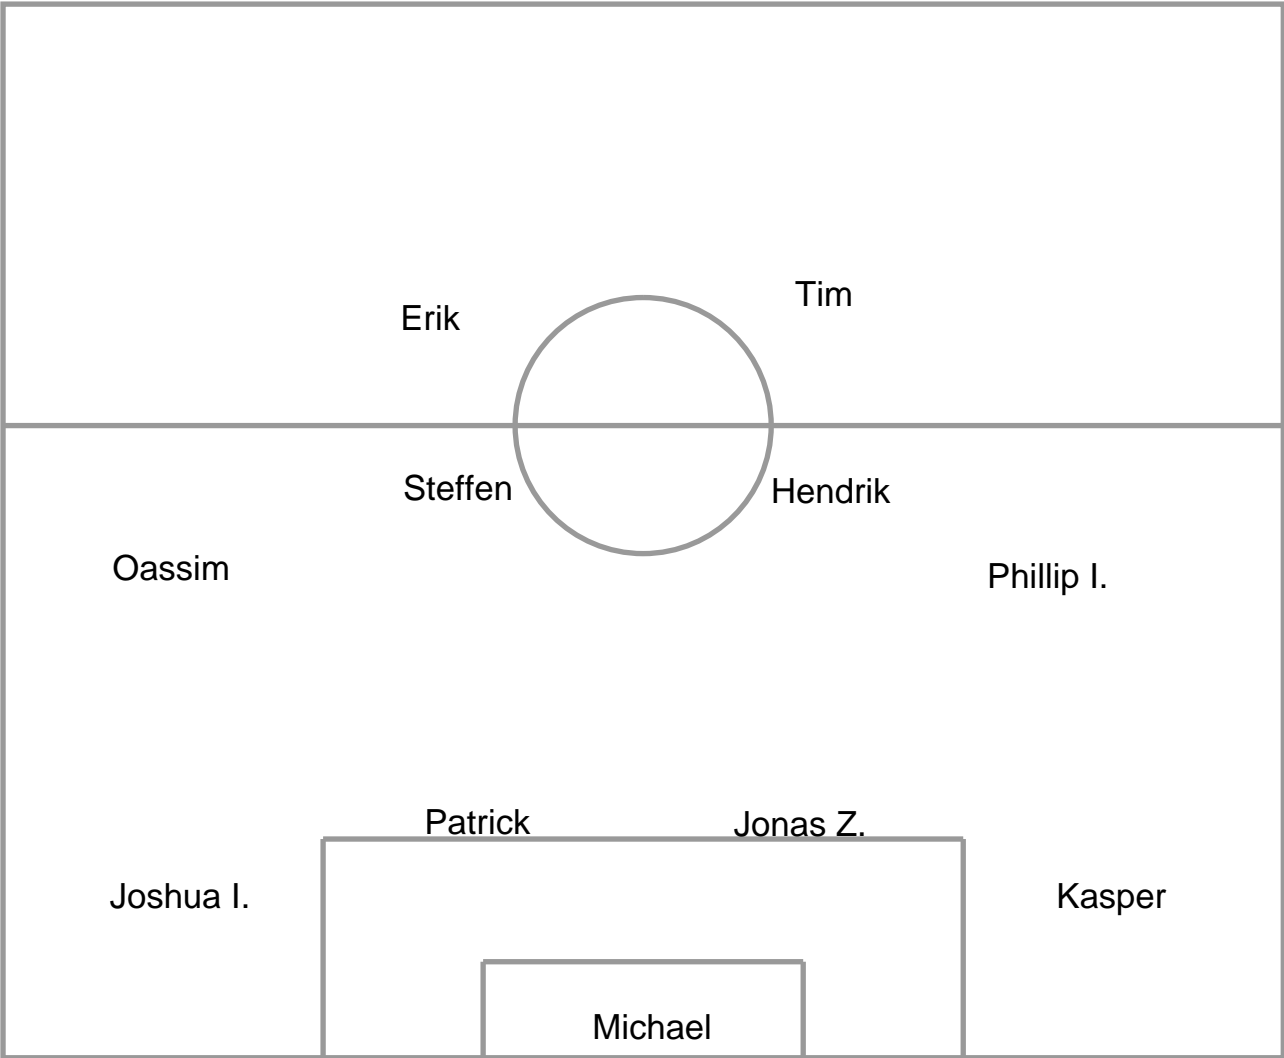 Tim
Erik
Steffen
Hendrik
Oassim
Phillip I.
Patrick
Jonas Z.
Joshua I.
Kasper
Michael